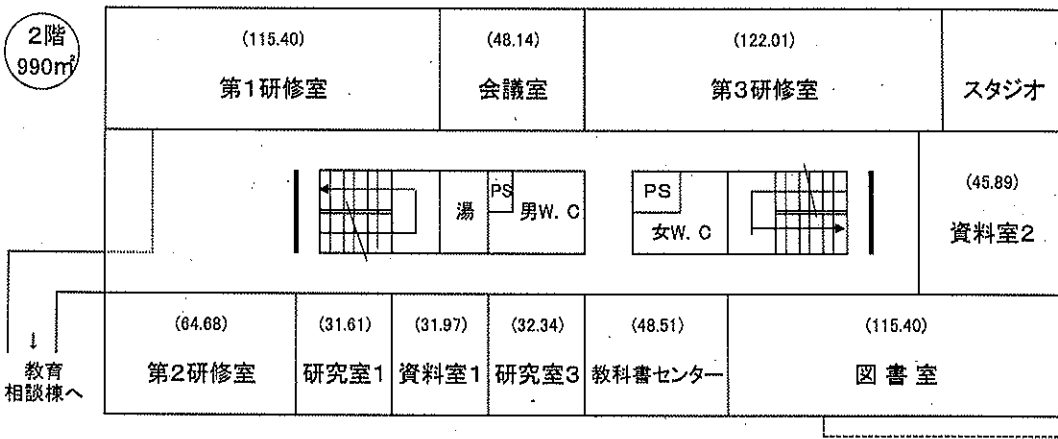 2階
990㎡
(115.40)
第1研修室
(48.14)
会議室
(122.01)
第3研修室
スタジオ
湯
PS
男W.C
PS
女W.C
(45.89)
資料室2
(64.68)
第2研修室
(31.61)
研究室1
(31.97)
資料室1
(32.34)
研究室3
(48.51)
教科書センター
(115.40)
図書室
↓
教育
相談棟へ